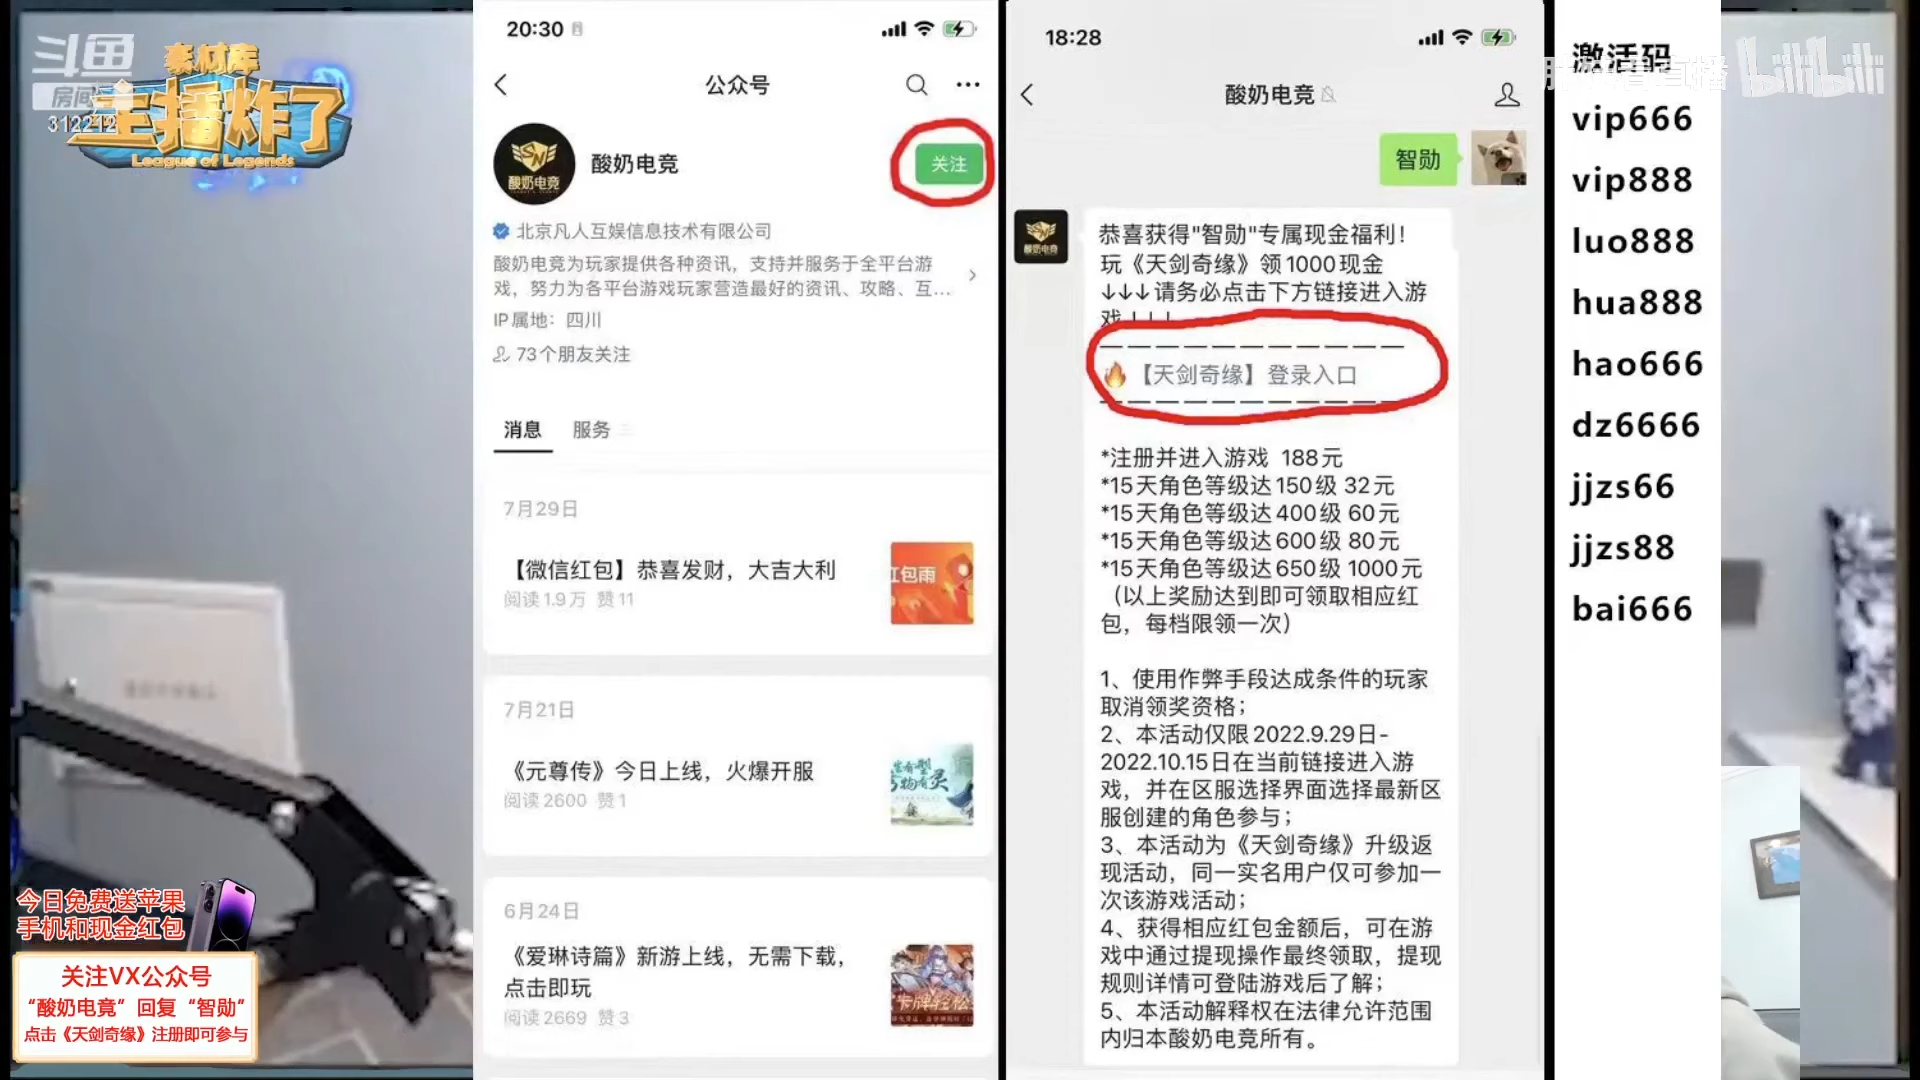 斗鱼
房间
312212
素材库
主播炸了
League of Legends
今日免费送苹果
手机和现金红包
关注VX公众号
“酸奶电竞”回复“智勋”
点击《天剑奇缘》注册即可参与
20:30
公众号
酸奶电竞
酸奶电竞
关注
北京凡人互娱信息技术有限公司
酸奶电竞为玩家提供各种资讯，支持并服务于全平台游
戏，努力为各平台游戏玩家营造最好的资讯、攻略、互...
IP属地：四川
73个朋友关注
消息 服务
7月29日
【微信红包】恭喜发财，大吉大利
阅读1.9万 赞11
红包雨
7月21日
《元尊传》今日上线，火爆开服
阅读2600 赞1
6月24日
《爱琳诗篇》新游上线，无需下载，
点击即玩
阅读2669 赞3
18:28
酸奶电竞
智勋
酸奶电竞
恭喜获得"智勋"专属现金福利！
玩《天剑奇缘》领1000现金
↓↓↓请务必点击下方链接进入游
戏↓↓↓
【天剑奇缘】登录入口
*注册并进入游戏 188元
*15天角色等级达150级 32元
*15天角色等级达400级 60元
*15天角色等级达600级 80元
*15天角色等级达650级 1000元
（以上奖励达到即可领取相应红
包，每档限领一次）
1、使用作弊手段达成条件的玩家
取消领奖资格；
2、本活动仅限2022.9.29日-
2022.10.15日在当前链接进入游
戏，并在区服选择界面选择最新区
服创建的角色参与；
3、本活动为《天剑奇缘》升级返
现活动，同一实名用户仅可参加一
次该游戏活动；
4、获得相应红包金额后，可在游
戏中通过提现操作最终领取，提现
规则详情可登陆游戏后了解；
5、本活动解释权在法律允许范围
内归本酸奶电竞所有。
激活码
vip666
vip888
luo888
hua888
hao666
dz6666
jjzs66
jjzs88
bai666
看直播
bilibili